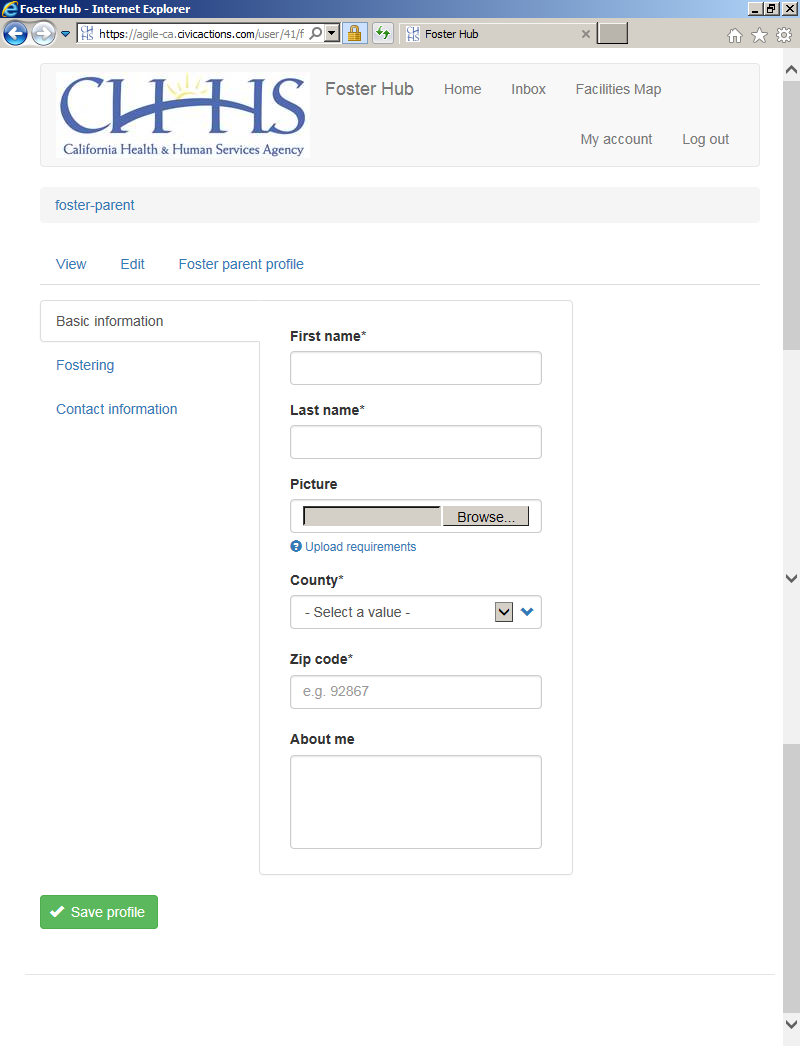 Foster Hub - Internet Explorer
https://agile-ca.civicactions.com/user/41/f
Foster Hub
CHHS
California Health & Human Services Agency
Foster Hub Home Inbox Facilities Map
My account Log out
foster-parent
View Edit Foster parent profile
Basic information
Fostering
Contact information
First name*
Last name*
Picture
Browse...
Upload requirements
County*
- Select a value -
Zip code*
e.g. 92867
About me
Save profile